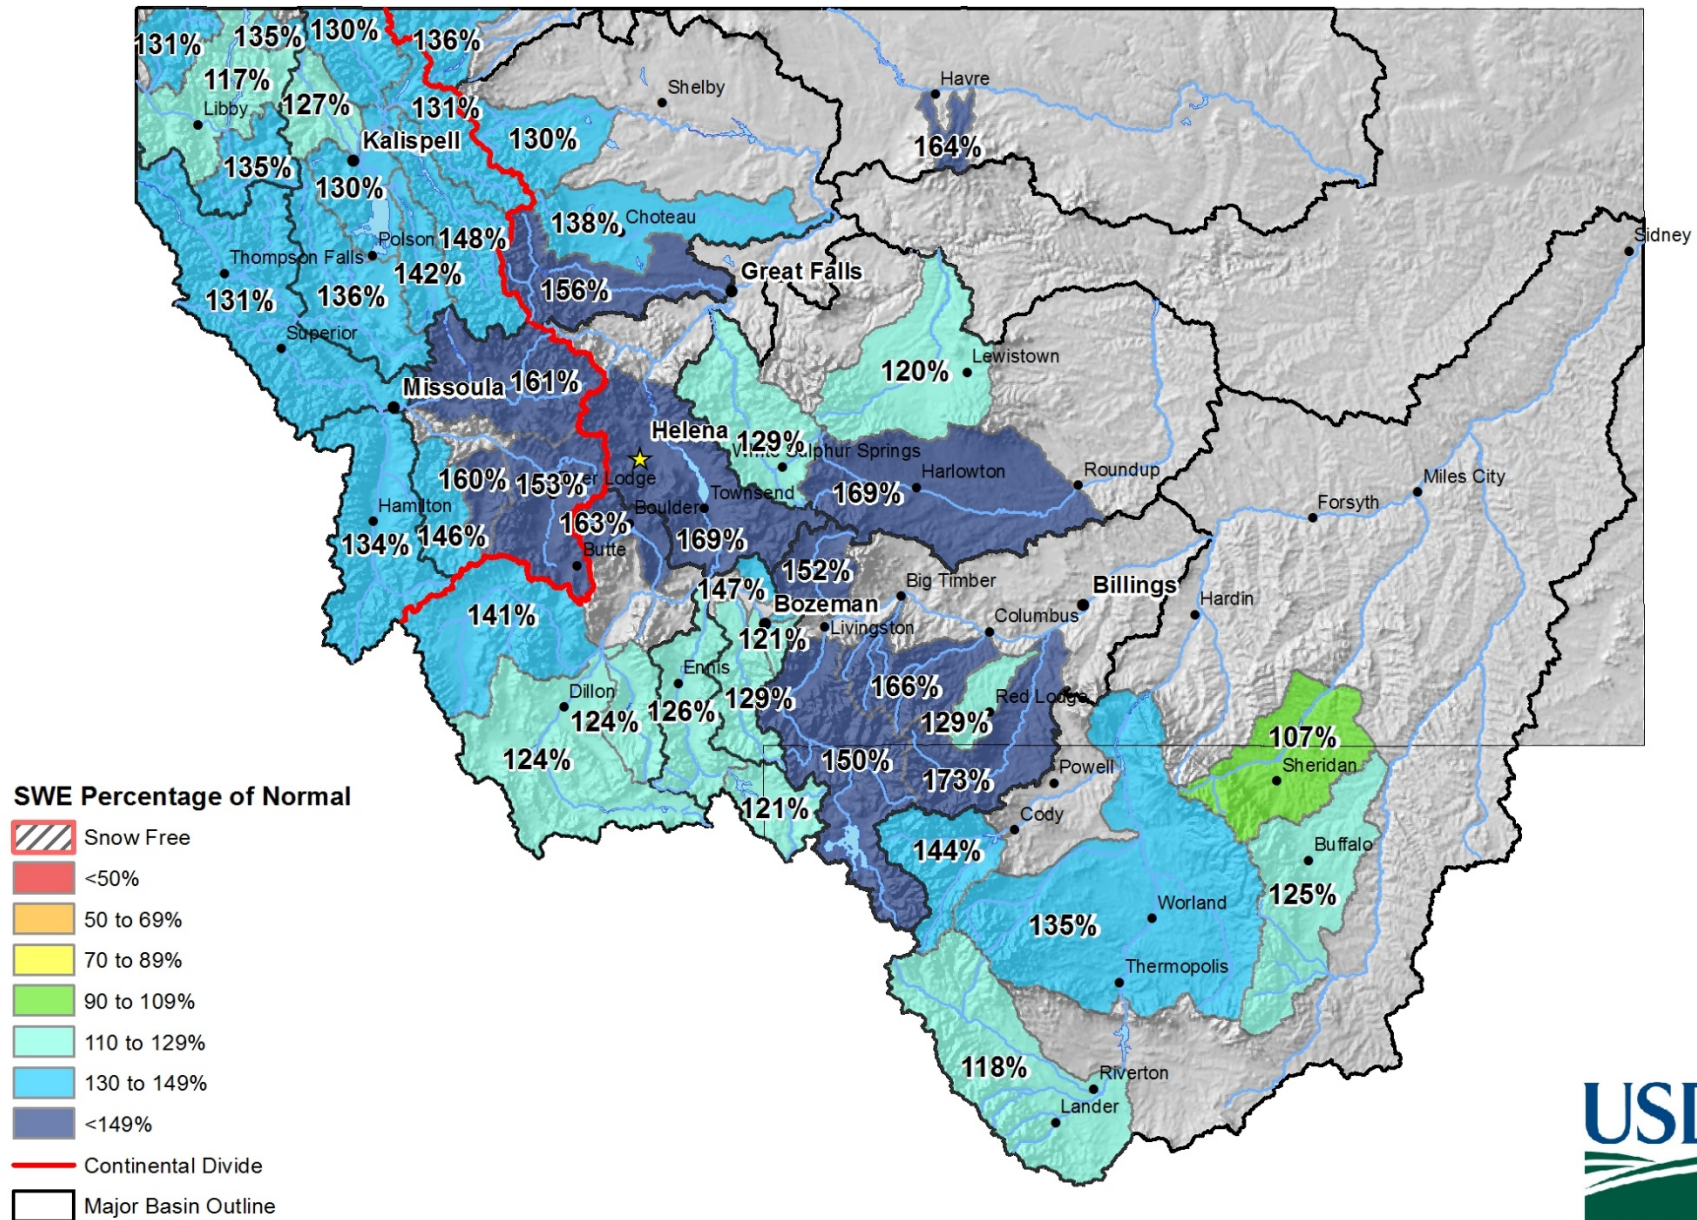 131%
135%
130%
136%
117%
127%
131%
Libby
Kalispell
135%
130%
130%
Shelby
Havre
164%
138%
Choteau
148%
Polson
Thompson Falls
142%
131%
136%
156%
Great Falls
Sidney
Superior
Missoula
161%
120%
Lewistown
Helena
129%
White Sulphur Springs
Harlowton
Roundup
169%
Miles City
Forsyth
160%
153%
Deer Lodge
Townsend
Hamilton
163%
Boulder
134%
146%
169%
Butte
152%
147%
Big Timber
Billings
Hardin
141%
Bozeman
121%
Livingston
Columbus
Ennis
166%
Dillon
124%
126%
129%
129%
Red Lodge
124%
150%
173%
107%
Sheridan
Powell
121%
Cody
144%
Buffalo
125%
135%
Worland
Thermopolis
118%
Riverton
Lander
SWE Percentage of Normal
Snow Free
<50%
50 to 69%
70 to 89%
90 to 109%
110 to 129%
130 to 149%
<149%
Continental Divide
Major Basin Outline